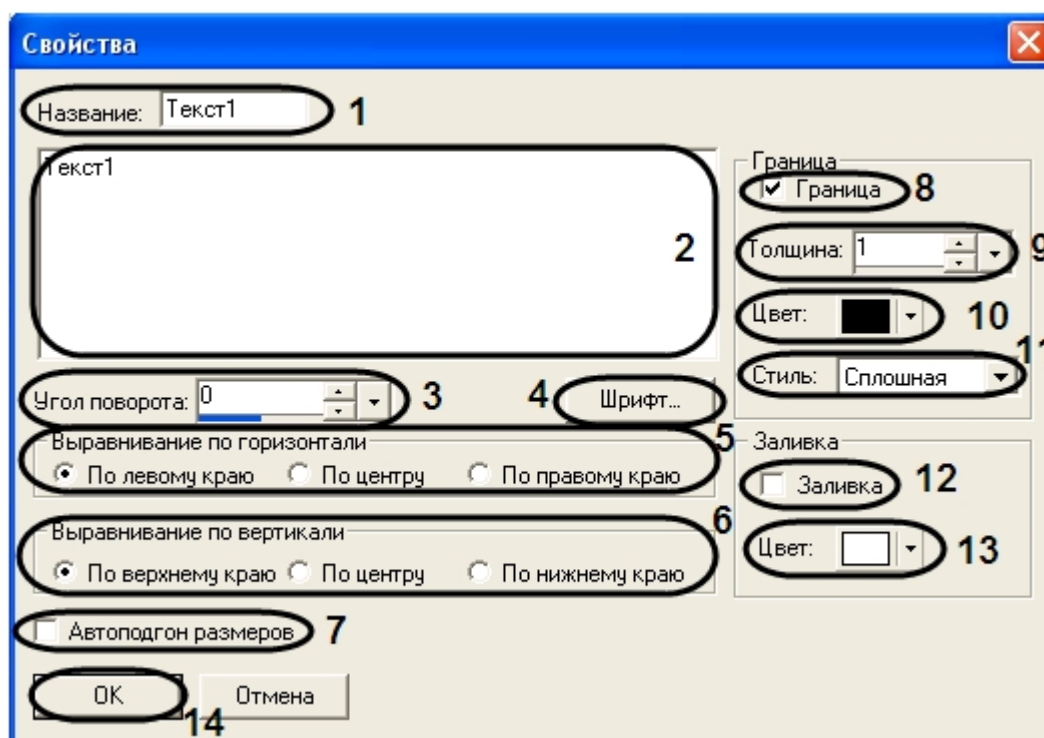 Свойства
Название: Текст1 1
Текст1
2
Граница
Граница 8
Толщина: 1 9
Цвет: 10
Стиль: Сплошная 11
Угол поворота: 0 3
4 Шрифт...
Выравнивание по горизонтали 5
По левому краю По центру По правому краю
Выравнивание по вертикали 6
По верхнему краю По центру По нижнему краю
Заливка
Заливка 12
Цвет: 13
Автоподгон размеров 7
OK 14 Отмена